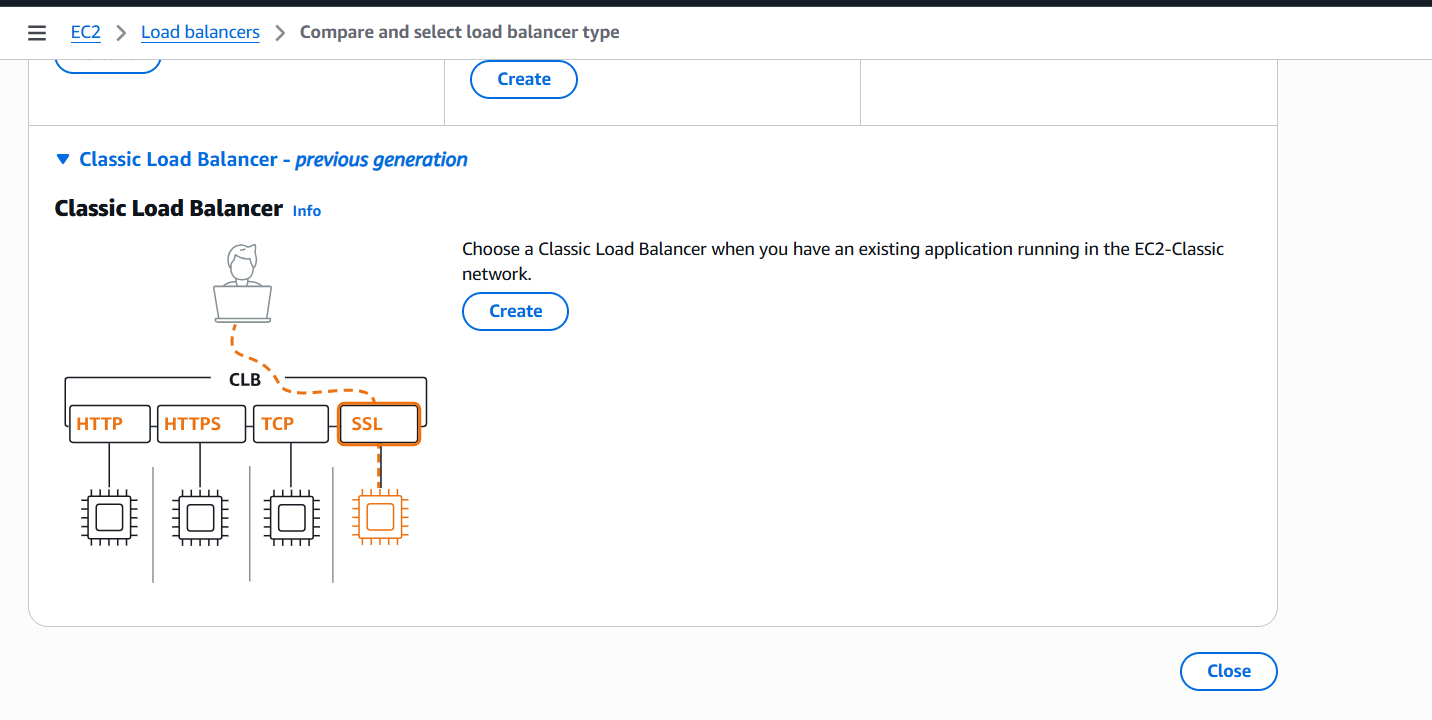 EC2 > Load balancers > Compare and select load balancer type
Create
Classic Load Balancer - previous generation
Classic Load Balancer Info
Choose a Classic Load Balancer when you have an existing application running in the EC2-Classic
network.
Create
CLB
HTTP HTTPS TCP SSL
Close